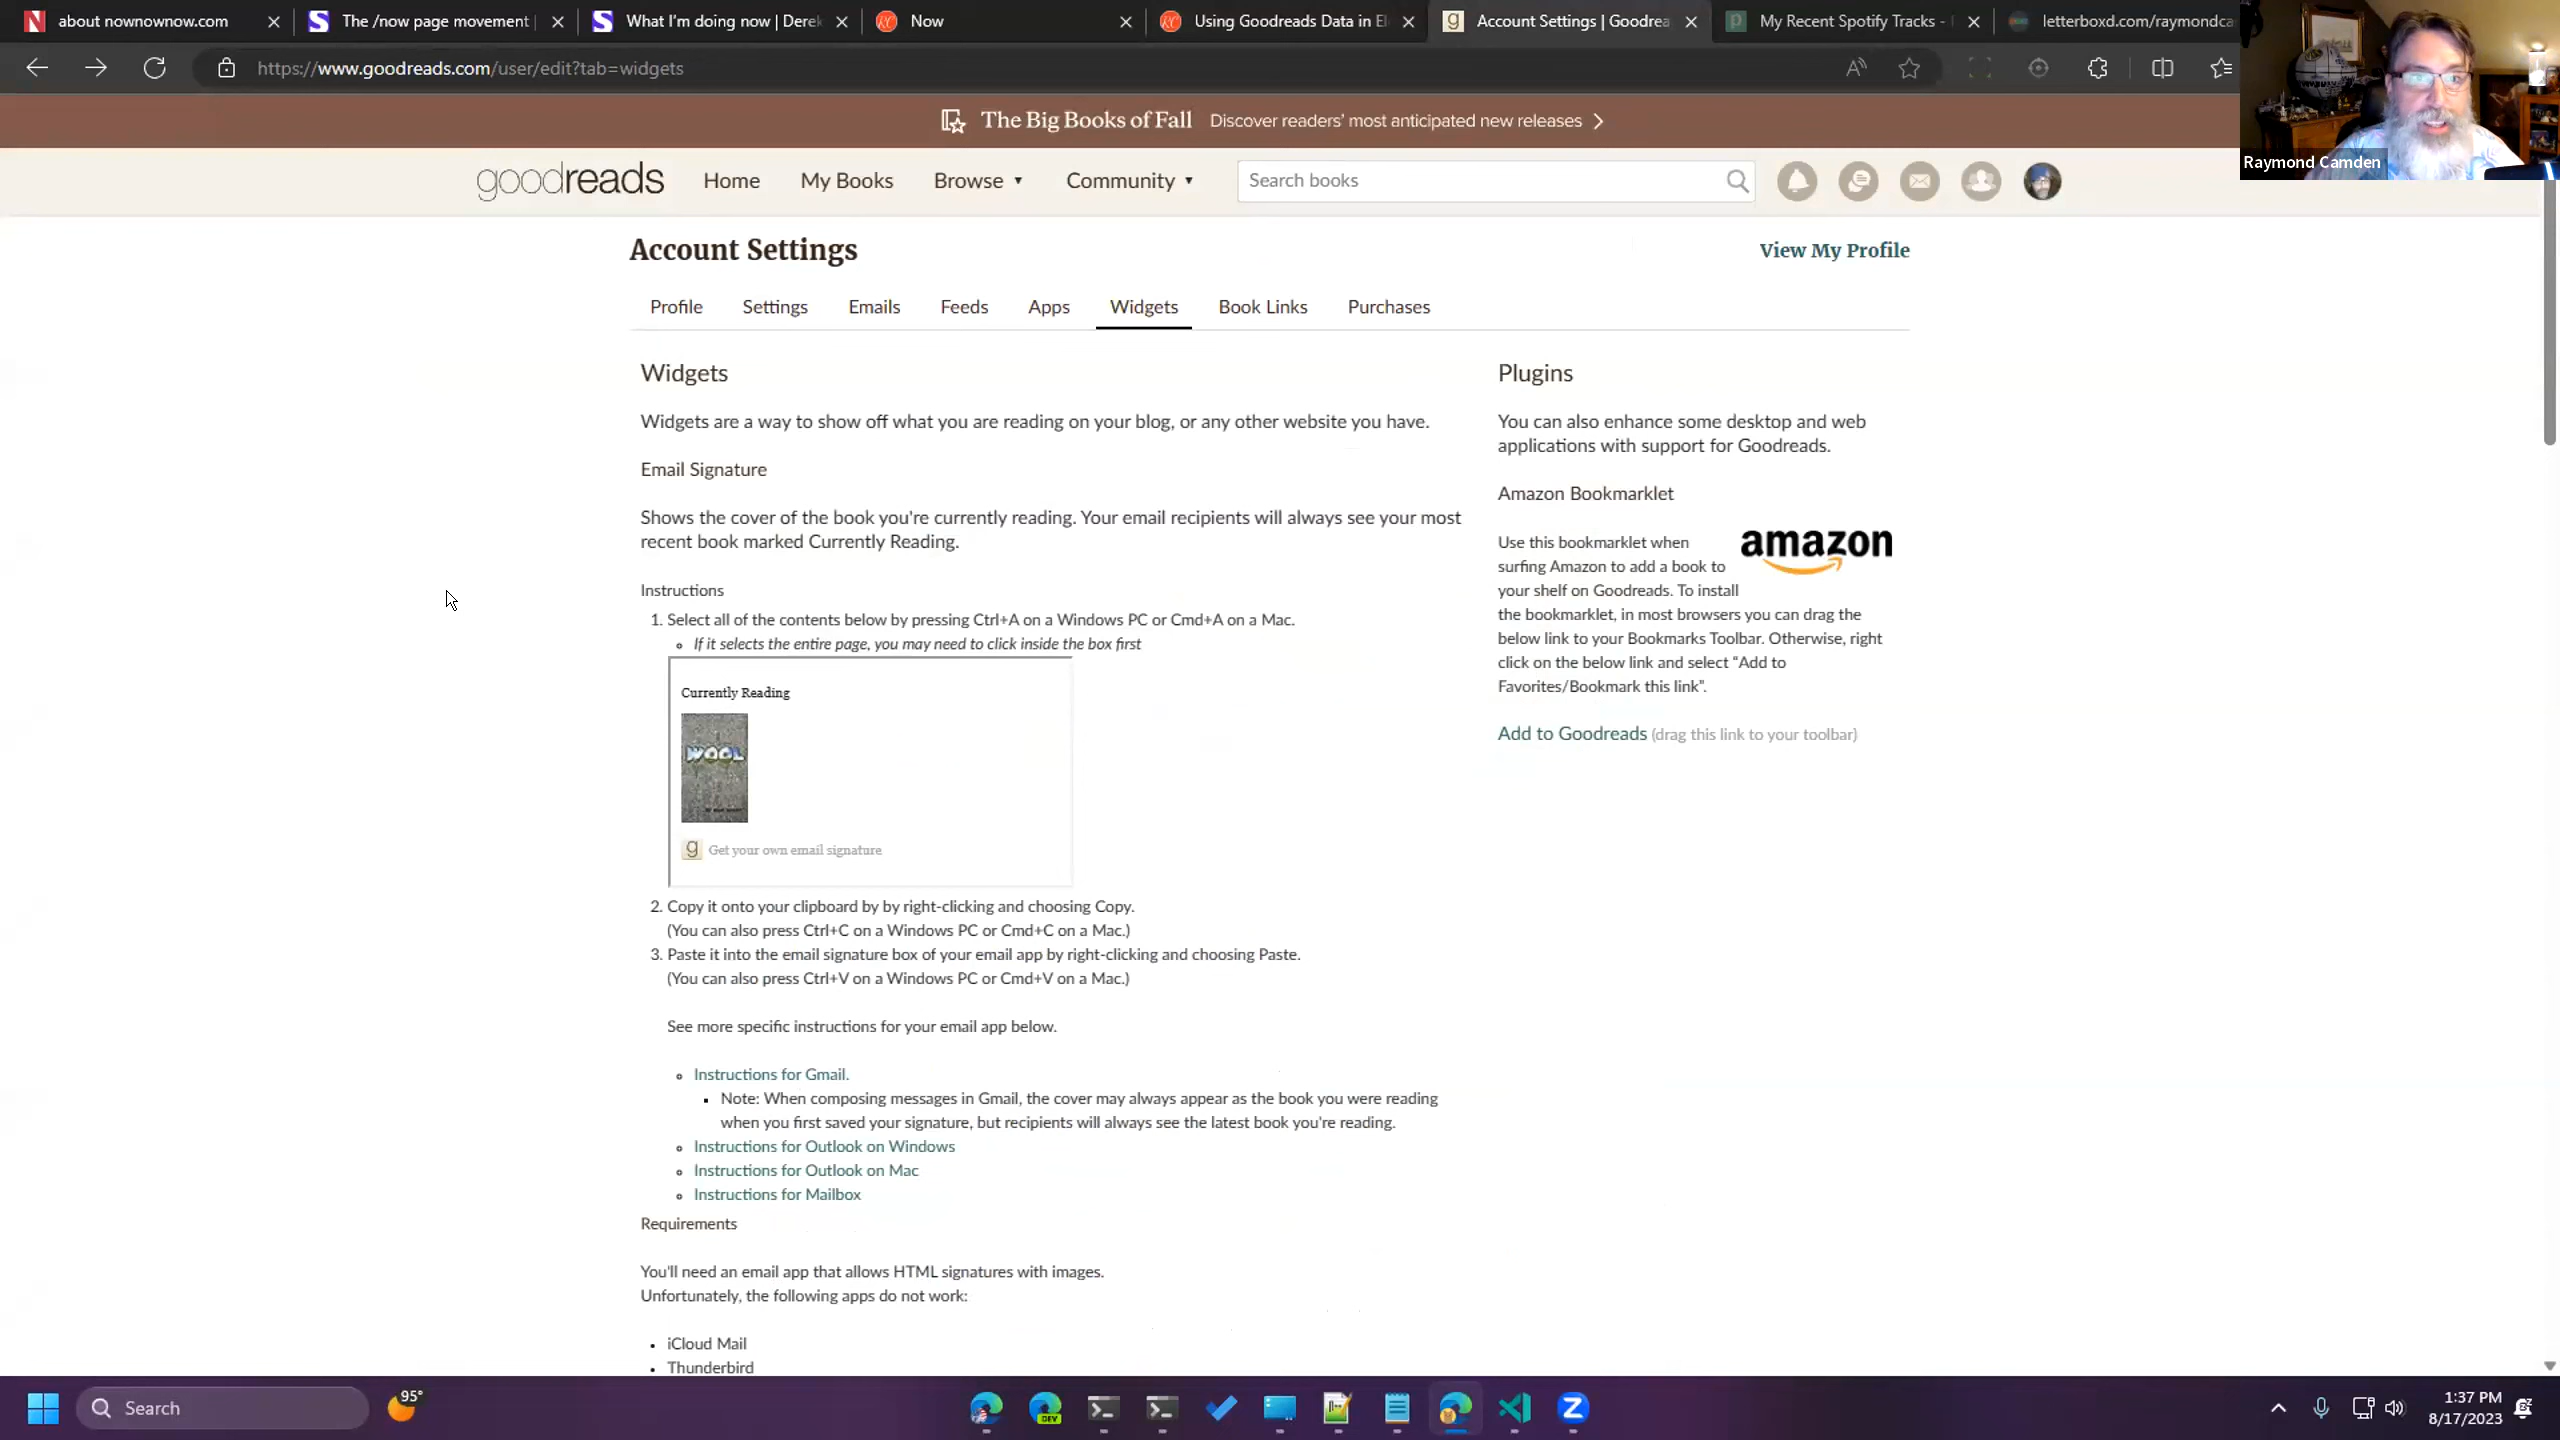 about nownownow.com
The /now page movement
What I'm doing now | Derek
Now
Using Goodreads Data in El
Account Settings | Goodrea
My Recent Spotify Tracks -
letterboxd.com/raymondca
https://www.goodreads.com/user/edit?tab=widgets
Raymond Camden
The Big Books of Fall Discover readers' most anticipated new releases
goodreads
Home
My Books
Browse
Community
Search books
Account Settings
View My Profile
Profile
Settings
Emails
Feeds
Apps
Widgets
Book Links
Purchases
Widgets
Widgets are a way to show off what you are reading on your blog, or any other website you have.
Email Signature
Shows the cover of the book you're currently reading. Your email recipients will always see your most
recent book marked Currently Reading.
Instructions
1. Select all of the contents below by pressing Ctrl+A on a Windows PC or Cmd+A on a Mac.
If it selects the entire page, you may need to click inside the box first
Currently Reading
WOOL
g Get your own email signature
2. Copy it onto your clipboard by by right-clicking and choosing Copy.
(You can also press Ctrl+C on a Windows PC or Cmd+C on a Mac.)
3. Paste it into the email signature box of your email app by right-clicking and choosing Paste.
(You can also press Ctrl+V on a Windows PC or Cmd+V on a Mac.)
See more specific instructions for your email app below.
Instructions for Gmail.
Note: When composing messages in Gmail, the cover may always appear as the book you were reading
when you first saved your signature, but recipients will always see the latest book you're reading.
Instructions for Outlook on Windows
Instructions for Outlook on Mac
Instructions for Mailbox
Requirements
You'll need an email app that allows HTML signatures with images.
Unfortunately, the following apps do not work:
iCloud Mail
Thunderbird
Plugins
You can also enhance some desktop and web
applications with support for Goodreads.
Amazon Bookmarklet
amazon
Use this bookmarklet when
surfing Amazon to add a book to
your shelf on Goodreads. To install
the bookmarklet, in most browsers you can drag the
below link to your Bookmarks Toolbar. Otherwise, right
click on the below link and select "Add to
Favorites/Bookmark this link".
Add to Goodreads (drag this link to your toolbar)
Search
95°
DEV
1:37 PM
8/17/2023